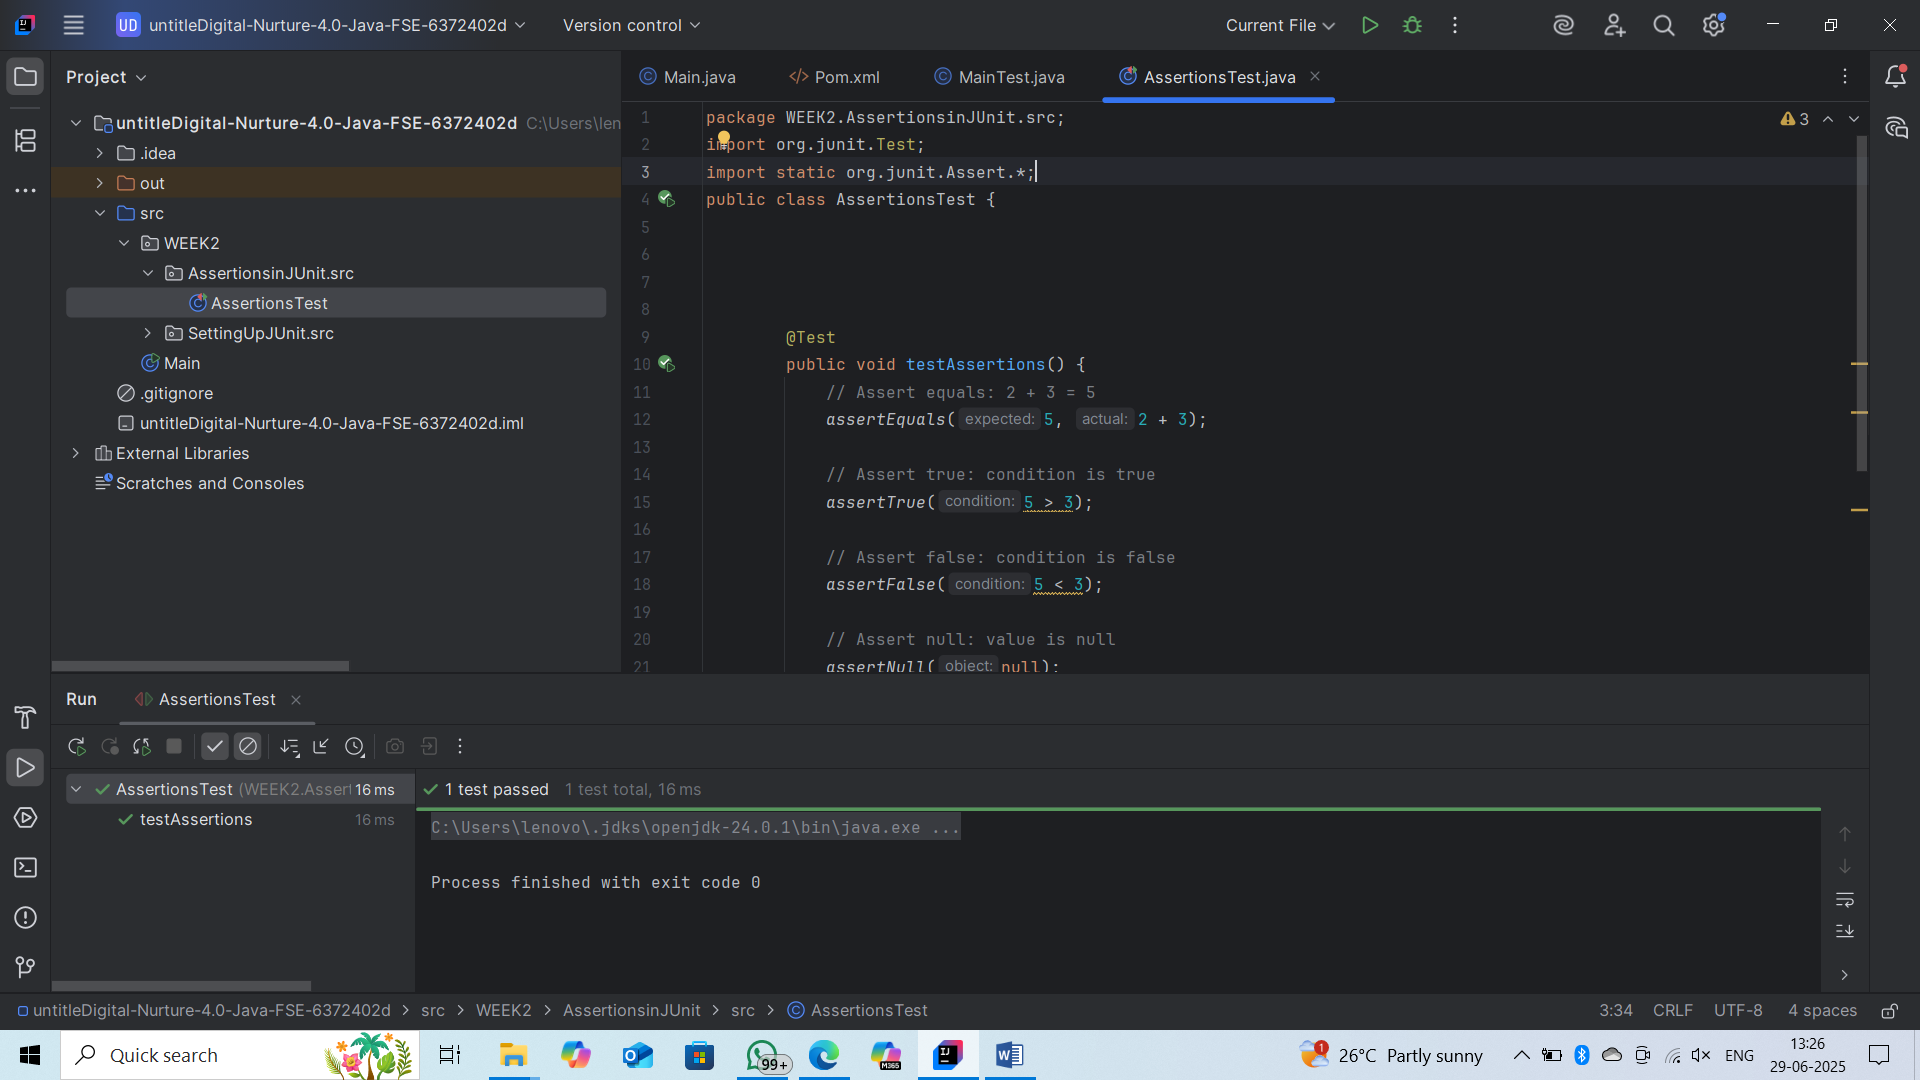 UD untitleDigital-Nurture-4.0-Java-FSE-6372402d Version control Current File
Project
Main.java Pom.xml MainTest.java AssertionsTest.java
untitleDigital-Nurture-4.0-Java-FSE-6372402d C:\Users\len
.idea
out
src
WEEK2
AssertionsinJUnit.src
AssertionsTest
SettingUpJUnit.src
Main
.gitignore
untitleDigital-Nurture-4.0-Java-FSE-6372402d.iml
External Libraries
Scratches and Consoles
3
1 package WEEK2.AssertionsinJUnit.src;
2 import org.junit.Test;
3 import static org.junit.Assert.*;
4 public class AssertionsTest {
5
6
7
8
9 @Test
10 public void testAssertions() {
11 // Assert equals: 2 + 3 = 5
12 assertEquals( expected: 5, actual: 2 + 3);
13
14 // Assert true: condition is true
15 assertTrue( condition: 5 > 3);
16
17 // Assert false: condition is false
18 assertFalse( condition: 5 < 3);
19
20 // Assert null: value is null
21 assertNull( object: null);
Run AssertionsTest
AssertionsTest (WEEK2.Assert 16 ms
testAssertions 16 ms
1 test passed 1 test total, 16 ms
C:\Users\lenovo\.jdks\openjdk-24.0.1\bin\java.exe ...
Process finished with exit code 0
untitleDigital-Nurture-4.0-Java-FSE-6372402d > src > WEEK2 > AssertionsinJUnit > src > AssertionsTest
3:34 CRLF UTF-8 4 spaces
Quick search
99+
M365
1
26°C Partly sunny
ENG
13:26
29-06-2025